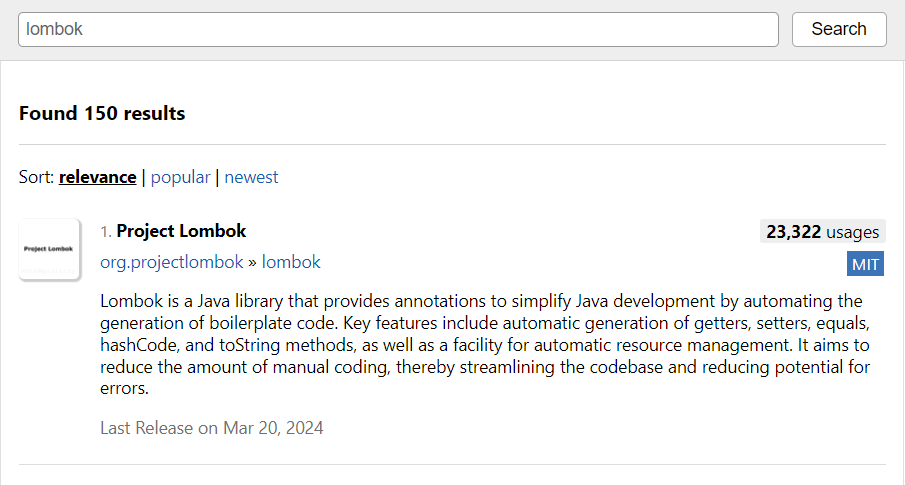 lombok
Search
Found 150 results
Sort: relevance | popular | newest
Project Lombok
1. Project Lombok
23,322 usages
org.projectlombok » lombok
MIT
Lombok is a Java library that provides annotations to simplify Java development by automating the
generation of boilerplate code. Key features include automatic generation of getters, setters, equals,
hashCode, and toString methods, as well as a facility for automatic resource management. It aims to
reduce the amount of manual coding, thereby streamlining the codebase and reducing potential for
errors.
Last Release on Mar 20, 2024